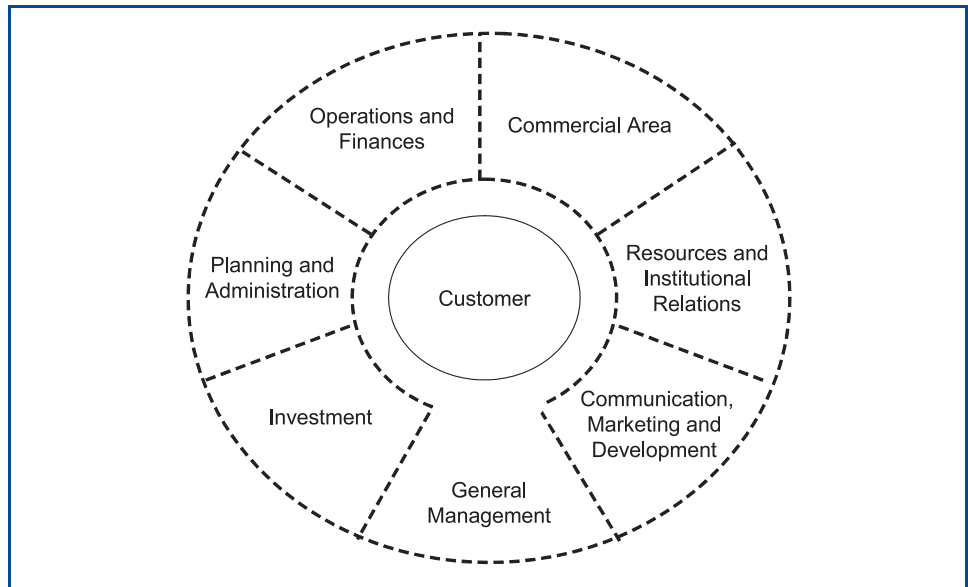 Operations and
Finances
Commercial Area
Planning and
Administration
Customer
Resources and
Institutional
Relations
Investment
Communication,
Marketing and
Development
General
Management